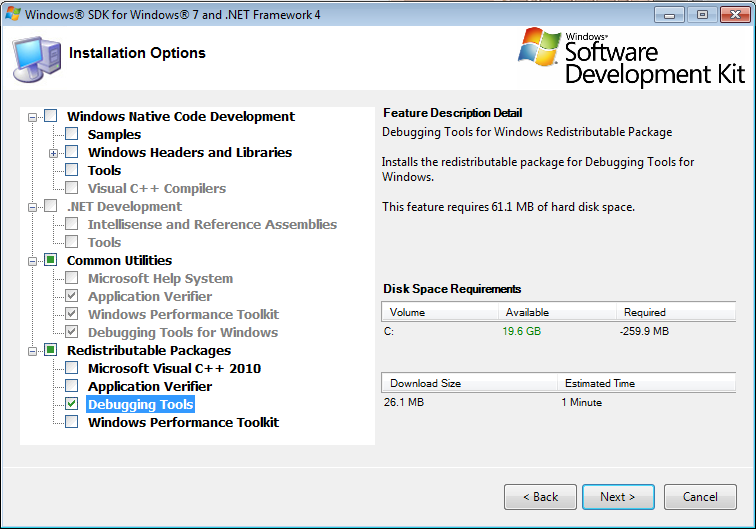 Windows® SDK for Windows® 7 and .NET Framework 4
Installation Options
Windows®
Software
Development Kit
Windows Native Code Development
Samples
Windows Headers and Libraries
Tools
Visual C++ Compilers
.NET Development
Intellisense and Reference Assemblies
Tools
Common Utilities
Microsoft Help System
Application Verifier
Windows Performance Toolkit
Debugging Tools for Windows
Redistributable Packages
Microsoft Visual C++ 2010
Application Verifier
Debugging Tools
Windows Performance Toolkit
Feature Description Detail
Debugging Tools for Windows Redistributable Package
Installs the redistributable package for Debugging Tools for
Windows.
This feature requires 61.1 MB of hard disk space.
Disk Space Requirements
Volume Available Required
C: 19.6 GB -259.9 MB
Download Size Estimated Time
26.1 MB 1 Minute
< Back Next > Cancel